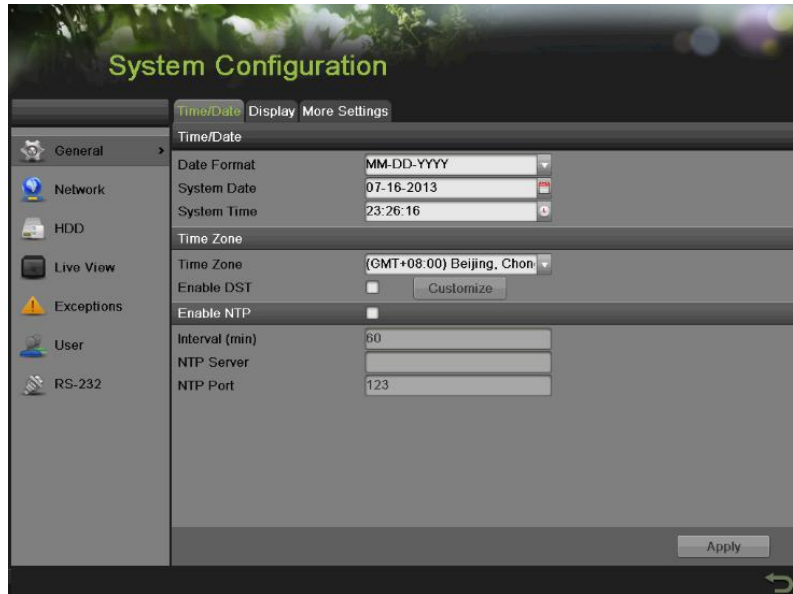 System Configuration
Time/Date Display More Settings
General
Network
HDD
Live View
Exceptions
User
RS-232
Time/Date
Date Format MM-DD-YYYY
System Date 07-16-2013
System Time 23:26:16
Time Zone
Time Zone (GMT+08:00) Beijing, Chon
Enable DST Customize
Enable NTP
Interval (min) 60
NTP Server
NTP Port 123
Apply